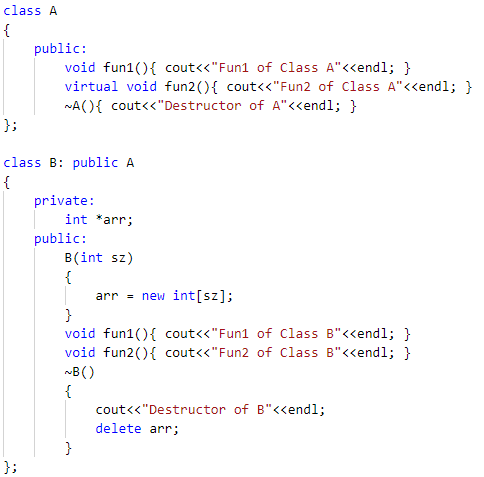 class A
{
    public:
        void fun1(){ cout<<"Fun1 of Class A"<<endl; }
        virtual void fun2(){ cout<<"Fun2 of Class A"<<endl; }
        ~A(){ cout<<"Destructor of A"<<endl; }
};

class B: public A
{
    private:
        int *arr;
    public:
        B(int sz)
        {
            arr = new int[sz];
        }
        void fun1(){ cout<<"Fun1 of Class B"<<endl; }
        void fun2(){ cout<<"Fun2 of Class B"<<endl; }
        ~B()
        {
            cout<<"Destructor of B"<<endl;
            delete arr;
        }
};